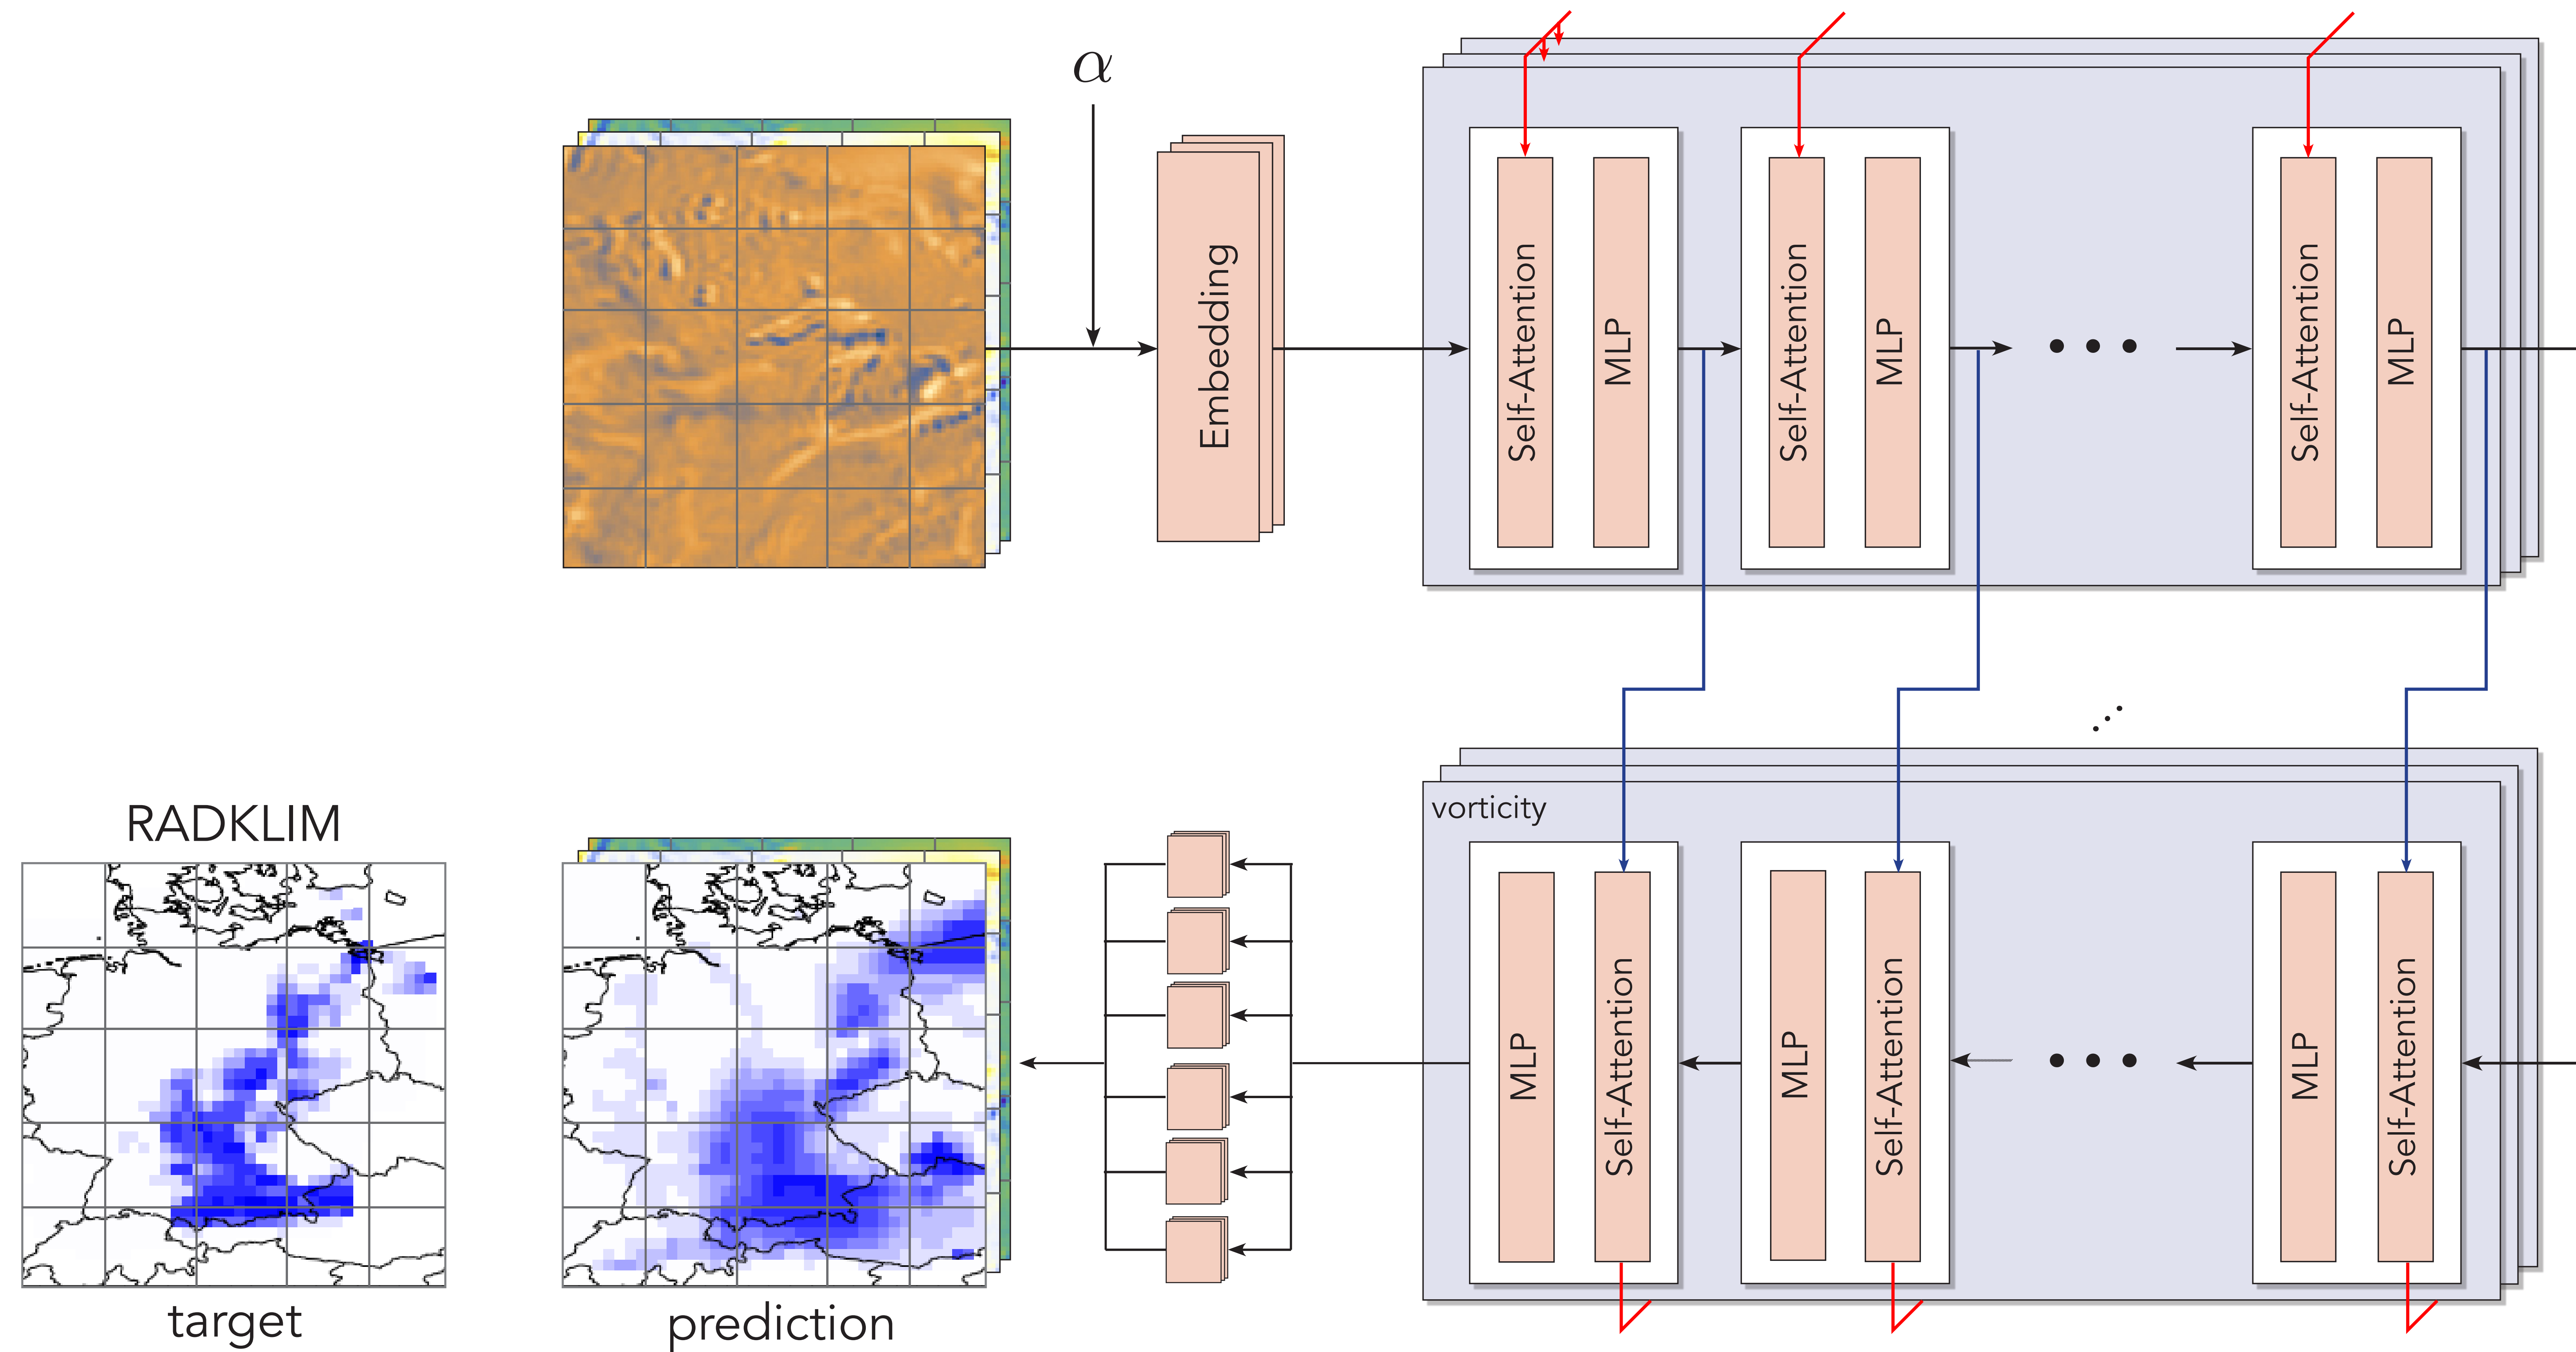 α
Embedding
Self-Attention
MLP
Self-Attention
MLP
Self-Attention
MLP
RADKLIM
target
prediction
vorticity
MLP
Self-Attention
MLP
Self-Attention
MLP
Self-Attention